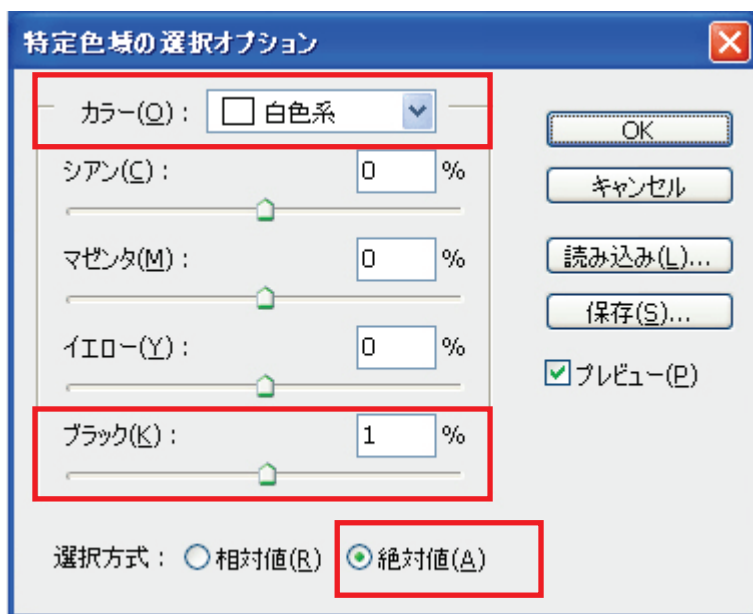 特定色域の選択オプション
カラー(O): 白色系
シアン(C): 0 %
マゼンタ(M): 0 %
イエロー(Y): 0 %
ブラック(K): 1 %
選択方式: 相対値(R) 絶対値(A)
OK
キャンセル
読み込み(L)...
保存(S)...
プレビュー(P)